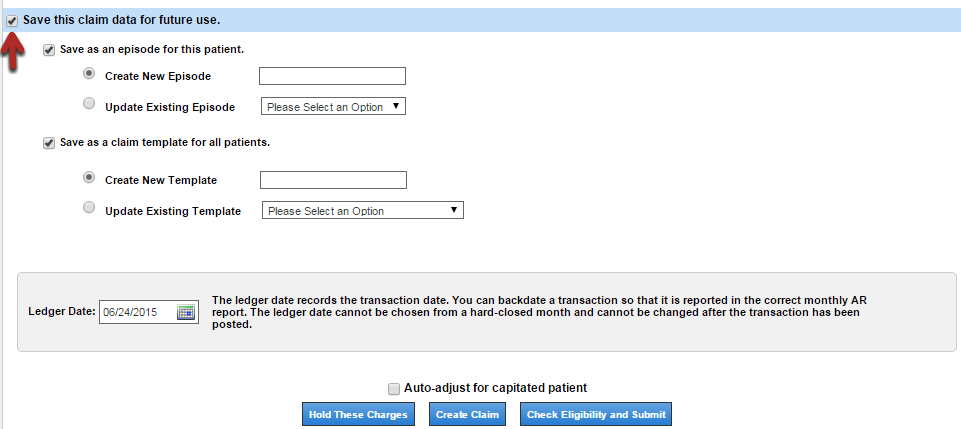 Save this claim data for future use.
Save as an episode for this patient.
Create New Episode
Update Existing Episode Please Select an Option
Save as a claim template for all patients.
Create New Template
Update Existing Template Please Select an Option
The ledger date records the transaction date. You can backdate a transaction so that it is reported in the correct monthly AR
Ledger Date: 06/24/2015 report. The ledger date cannot be chosen from a hard-closed month and cannot be changed after the transaction has been
posted.
Auto-adjust for capitated patient
Hold These Charges Create Claim Check Eligibility and Submit